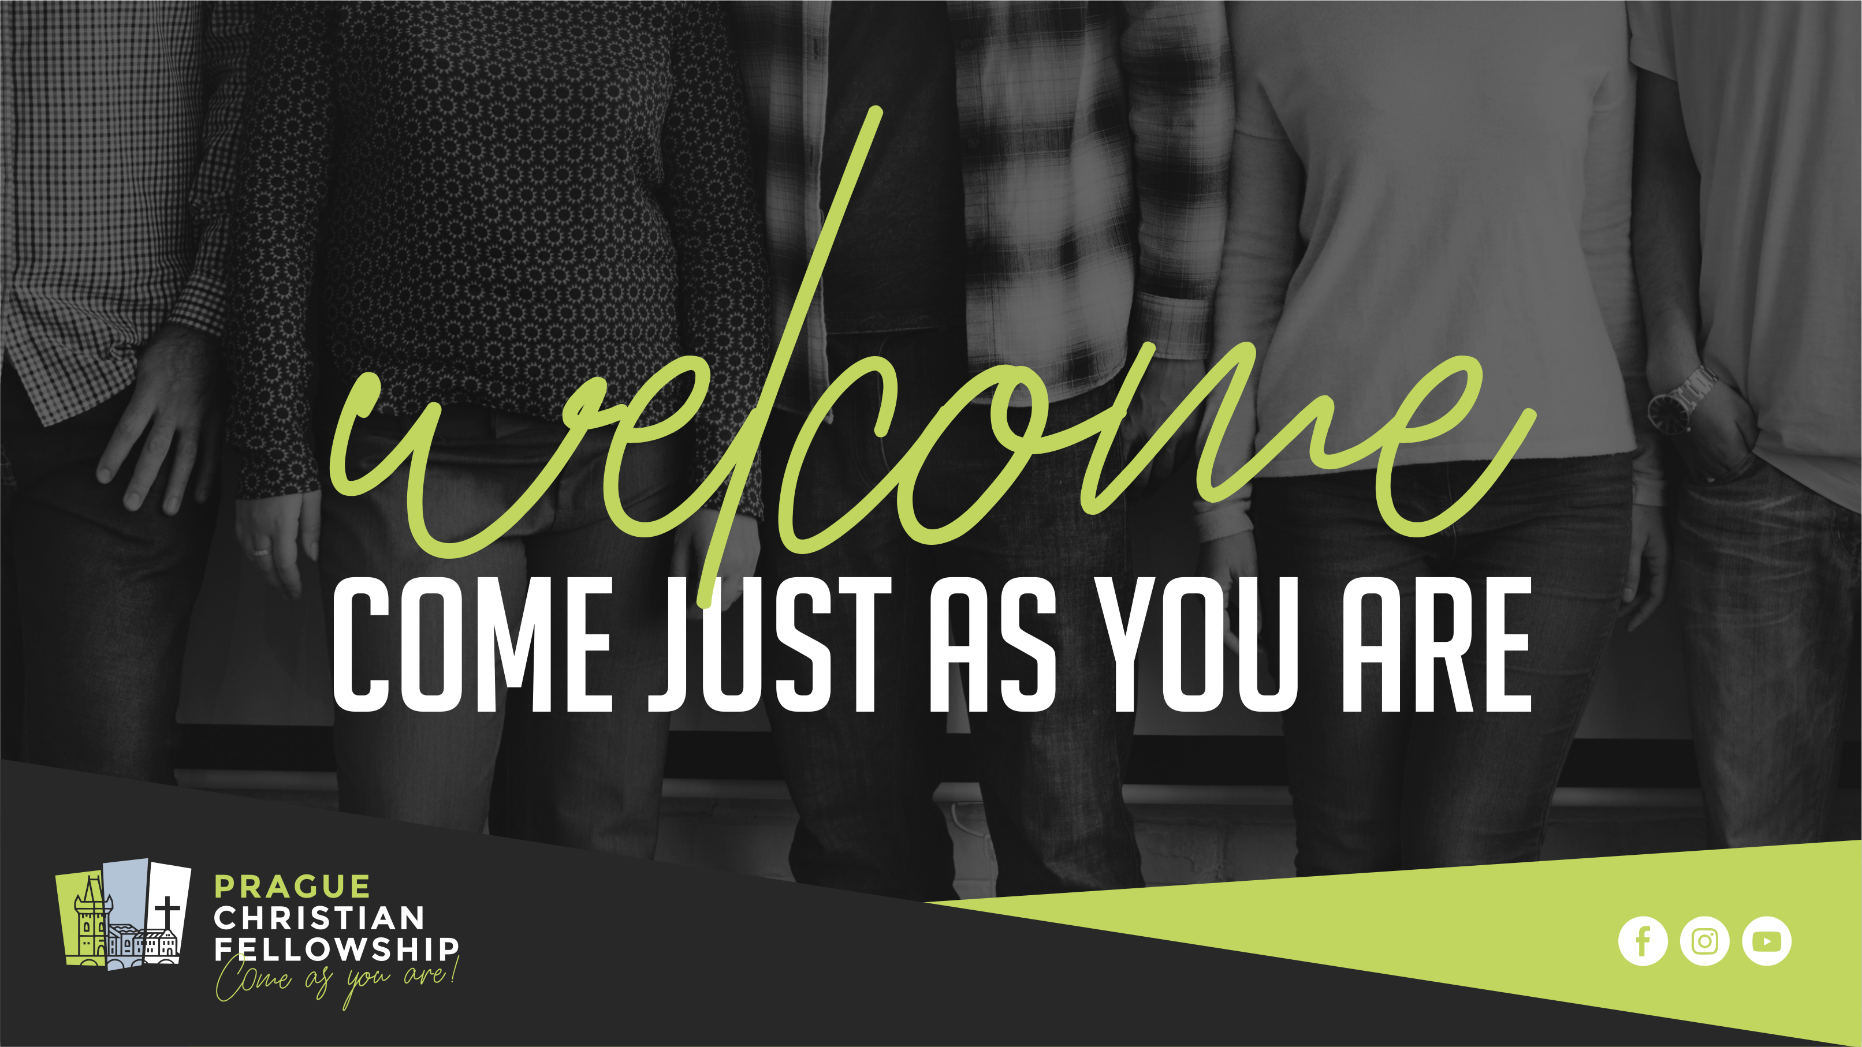 welcome
COME JUST AS YOU ARE
PRAGUE
CHRISTIAN
FELLOWSHIP
Come as you are!